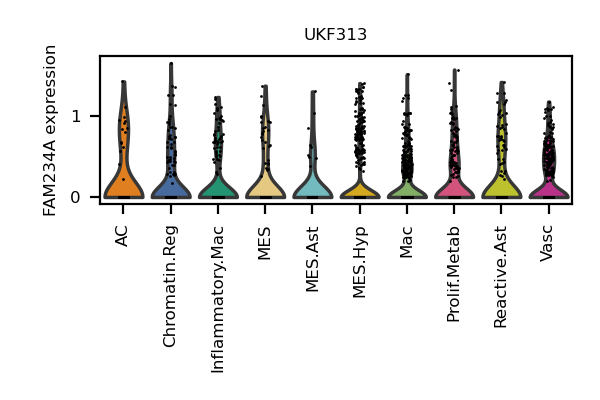 UKF313
FAM234A expression
1
0
AC
Chromatin.Reg
Inflammatory.Mac
MES
MES.Ast
MES.Hyp
Mac
Prolif.Metab
Reactive.Ast
Vasc